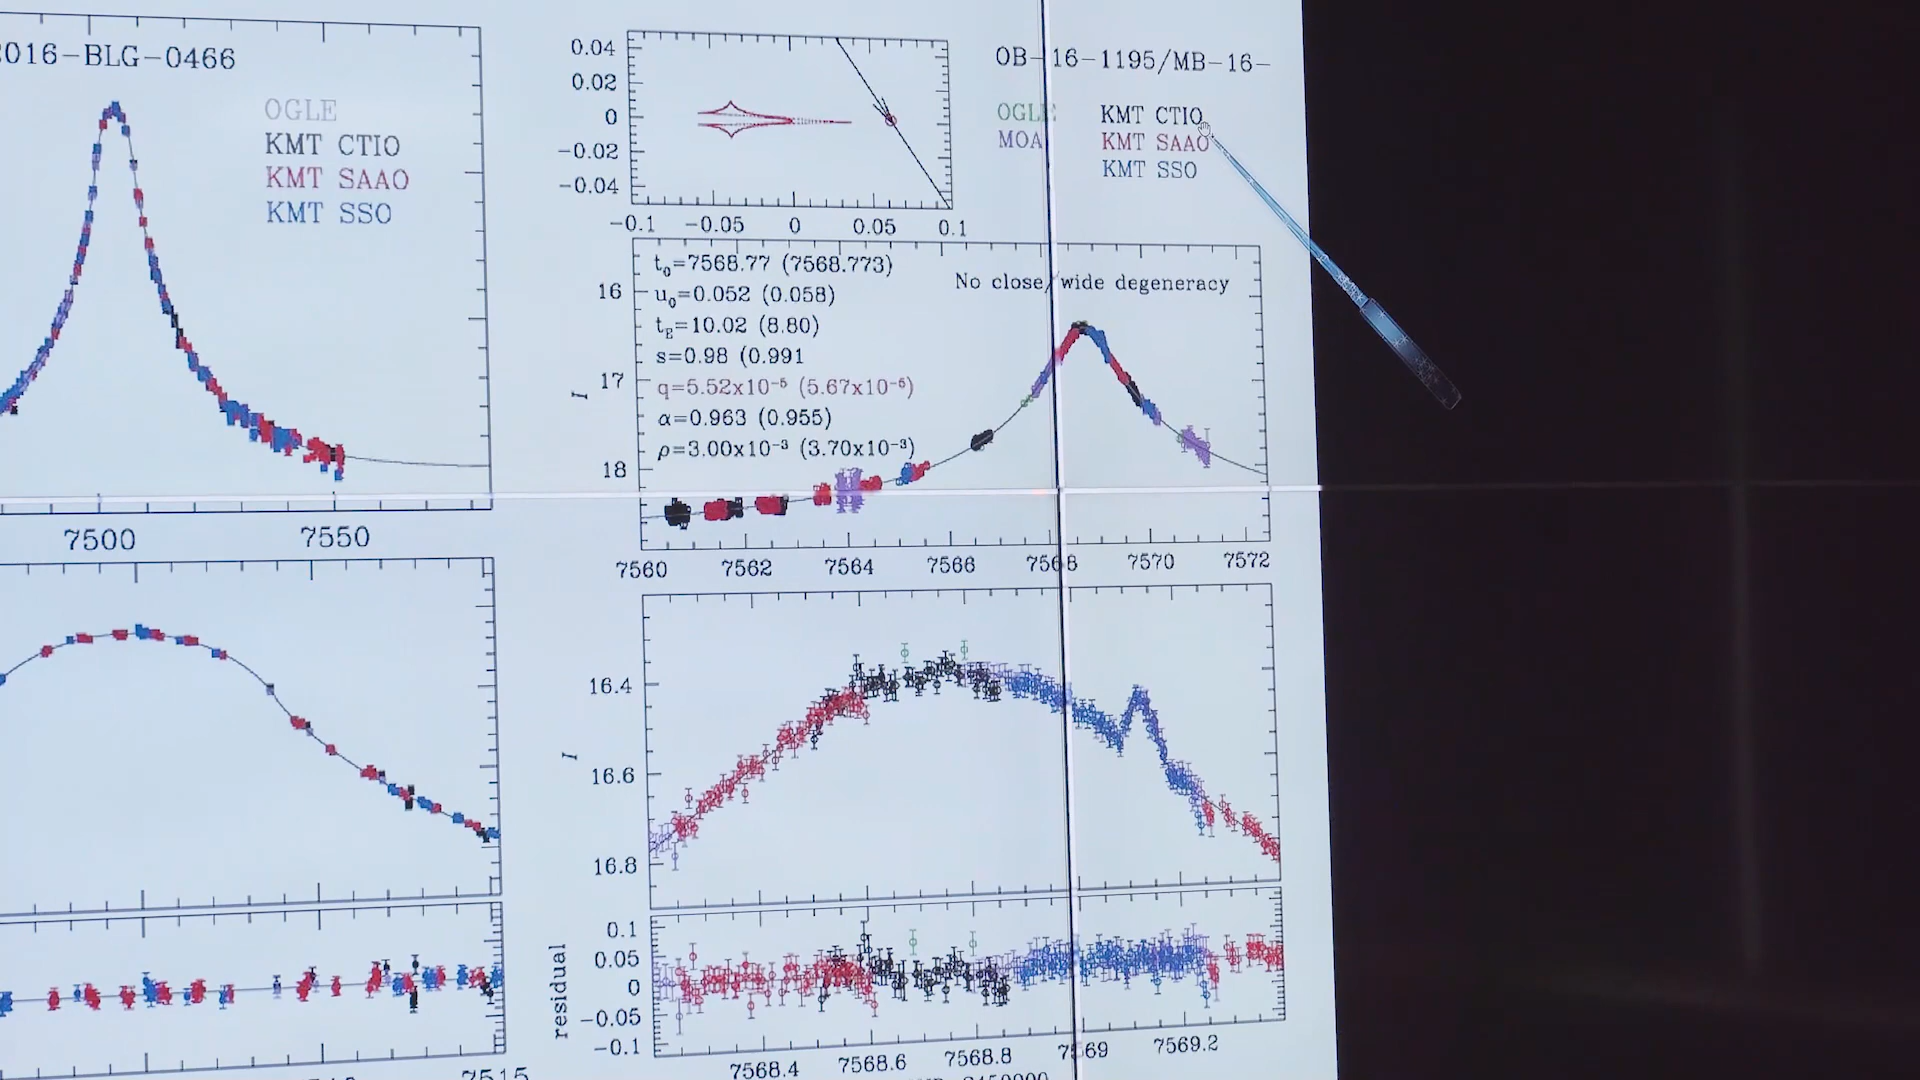 016-BLG-0466
OGLE
KMT CTIO
KMT SAAO
KMT SSO
7500 7550
7515
0.04
0.02
0
-0.02
-0.04
-0.1 -0.05 0 0.05 0.1
OB-16-1195/MB-16-
OGLE KMT CTIO
MOA KMT SAAO
KMT SSO
t₀=7568.77 (7568.773)
u₀=0.052 (0.058)
t_E=10.02 (8.80)
s=0.98 (0.991
q=5.52x10⁻⁵ (5.67x10⁻⁵)
α=0.963 (0.955)
ρ=3.00x10⁻³ (3.70x10⁻³)
No close/wide degeneracy
I
16
17
18
7560 7562 7564 7566 7568 7570 7572
I
16.4
16.6
16.8
residual
0.1
0.05
0
-0.05
-0.1
7568.4 7568.6 7568.8 7569 7569.2